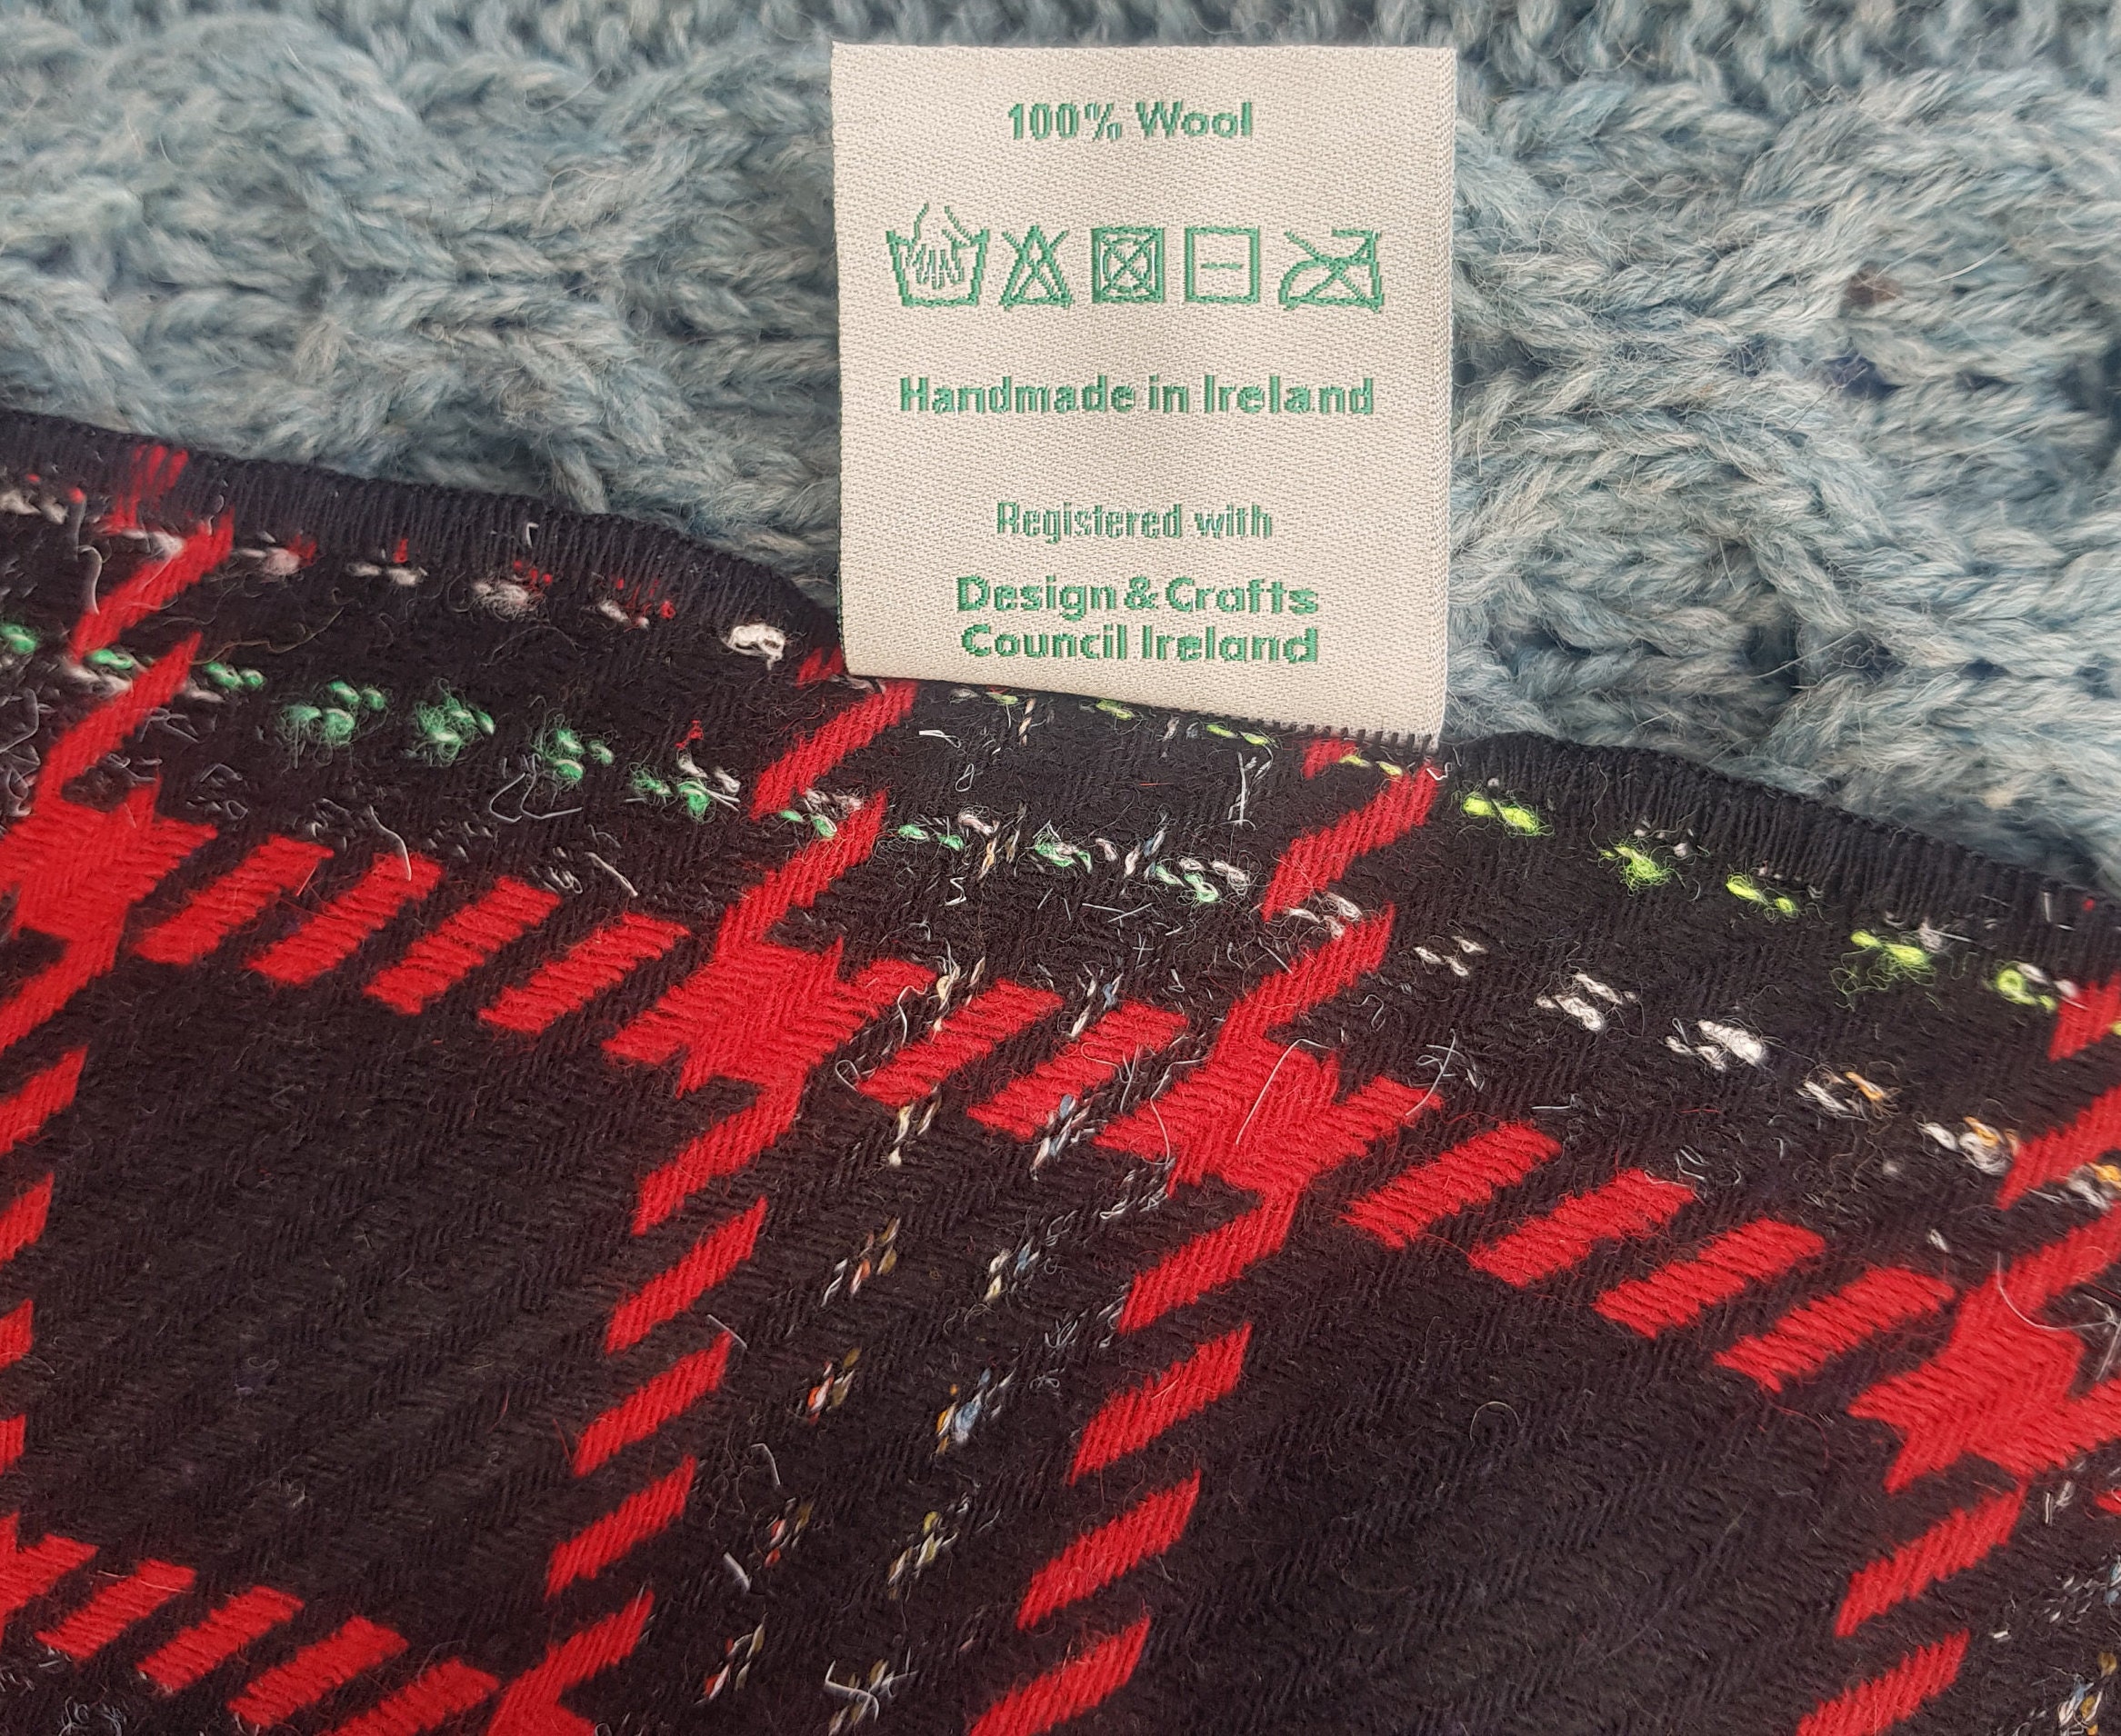 100% Wool
Handmade in Ireland
Registered with
Design & Crafts
Council Ireland